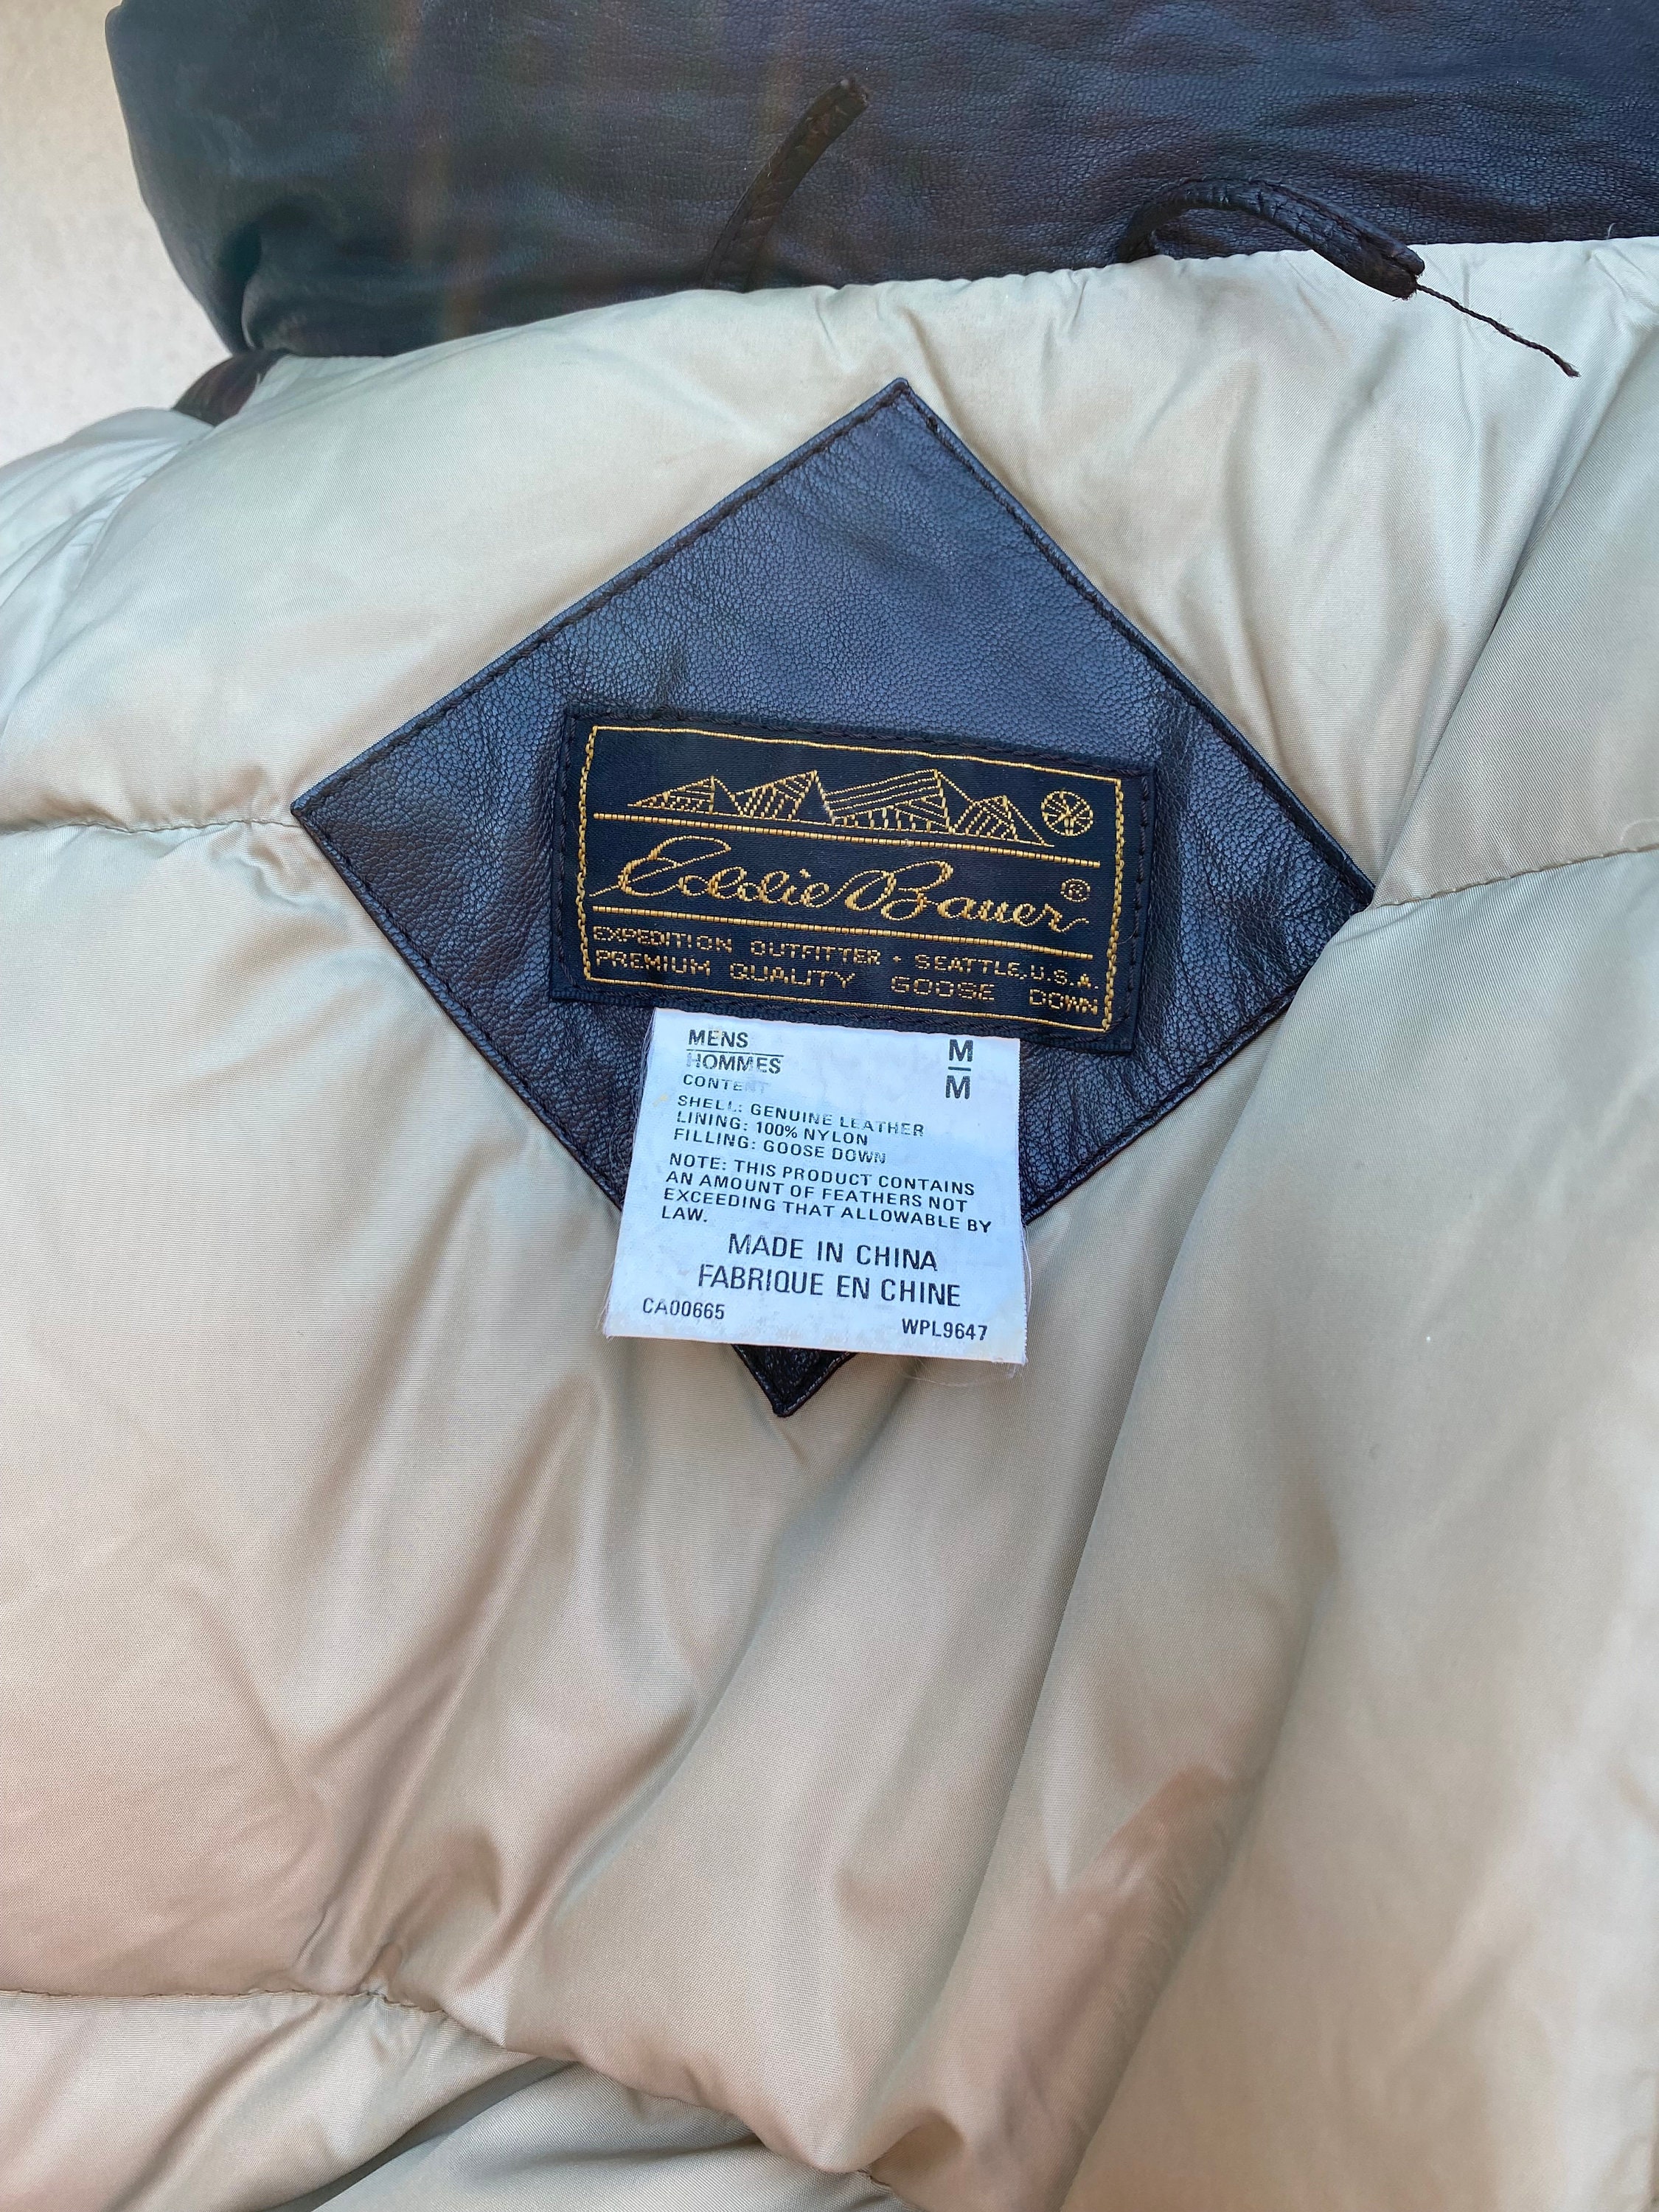 Eddie Bauer ®
EXPEDITION OUTFITTER • SEATTLE, U.S.A.
PREMIUM QUALITY GOOSE DOWN
MENS M
HOMMES M
CONTENT
SHELL: GENUINE LEATHER
LINING: 100% NYLON
FILLING: GOOSE DOWN
NOTE: THIS PRODUCT CONTAINS
AN AMOUNT OF FEATHERS NOT
EXCEEDING THAT ALLOWABLE BY
LAW.
MADE IN CHINA
FABRIQUE EN CHINE
CA00665 WPL9647